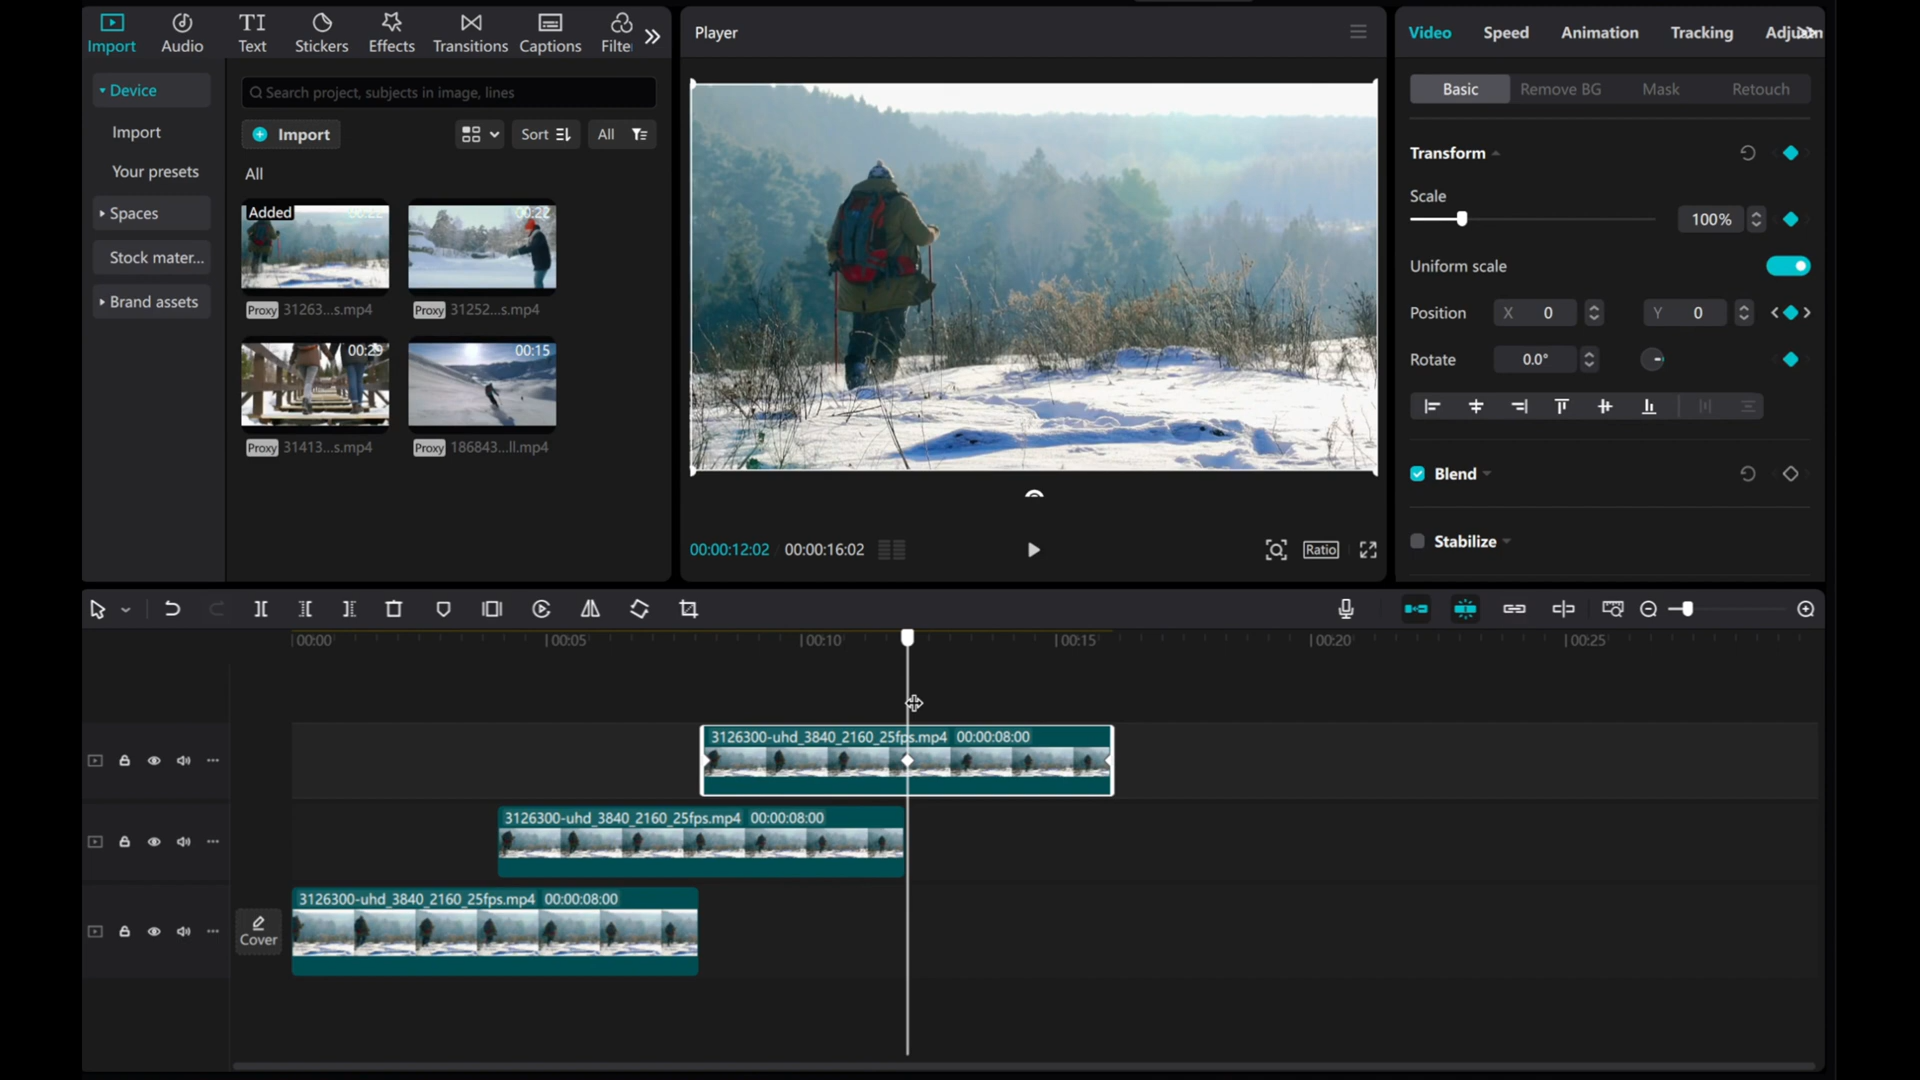 Import
Audio
Text
Stickers
Effects
Transitions
Captions
Filte
Device
Import
Your presets
Spaces
Stock mater...
Brand assets
Search project, subjects in image, lines
Import
Sort
All
All
Added
00:22
Proxy 31263...s.mp4
Proxy 31252...s.mp4
00:29
00:15
Proxy 31413...s.mp4
Proxy 186843...ll.mp4
Player
00:00:12:02
00:00:16:02
Ratio
Video
Speed
Animation
Tracking
Basic
Remove BG
Mask
Retouch
Transform
Scale
100%
Uniform scale
Position X 0 Y 0
Rotate 0.0°
Blend
Stabilize
00:00
00:05
00:10
00:15
00:20
00:25
3126300-uhd_3840_2160_25fps.mp4 00:00:08:00
3126300-uhd_3840_2160_25fps.mp4 00:00:08:00
3126300-uhd_3840_2160_25fps.mp4 00:00:08:00
Cover